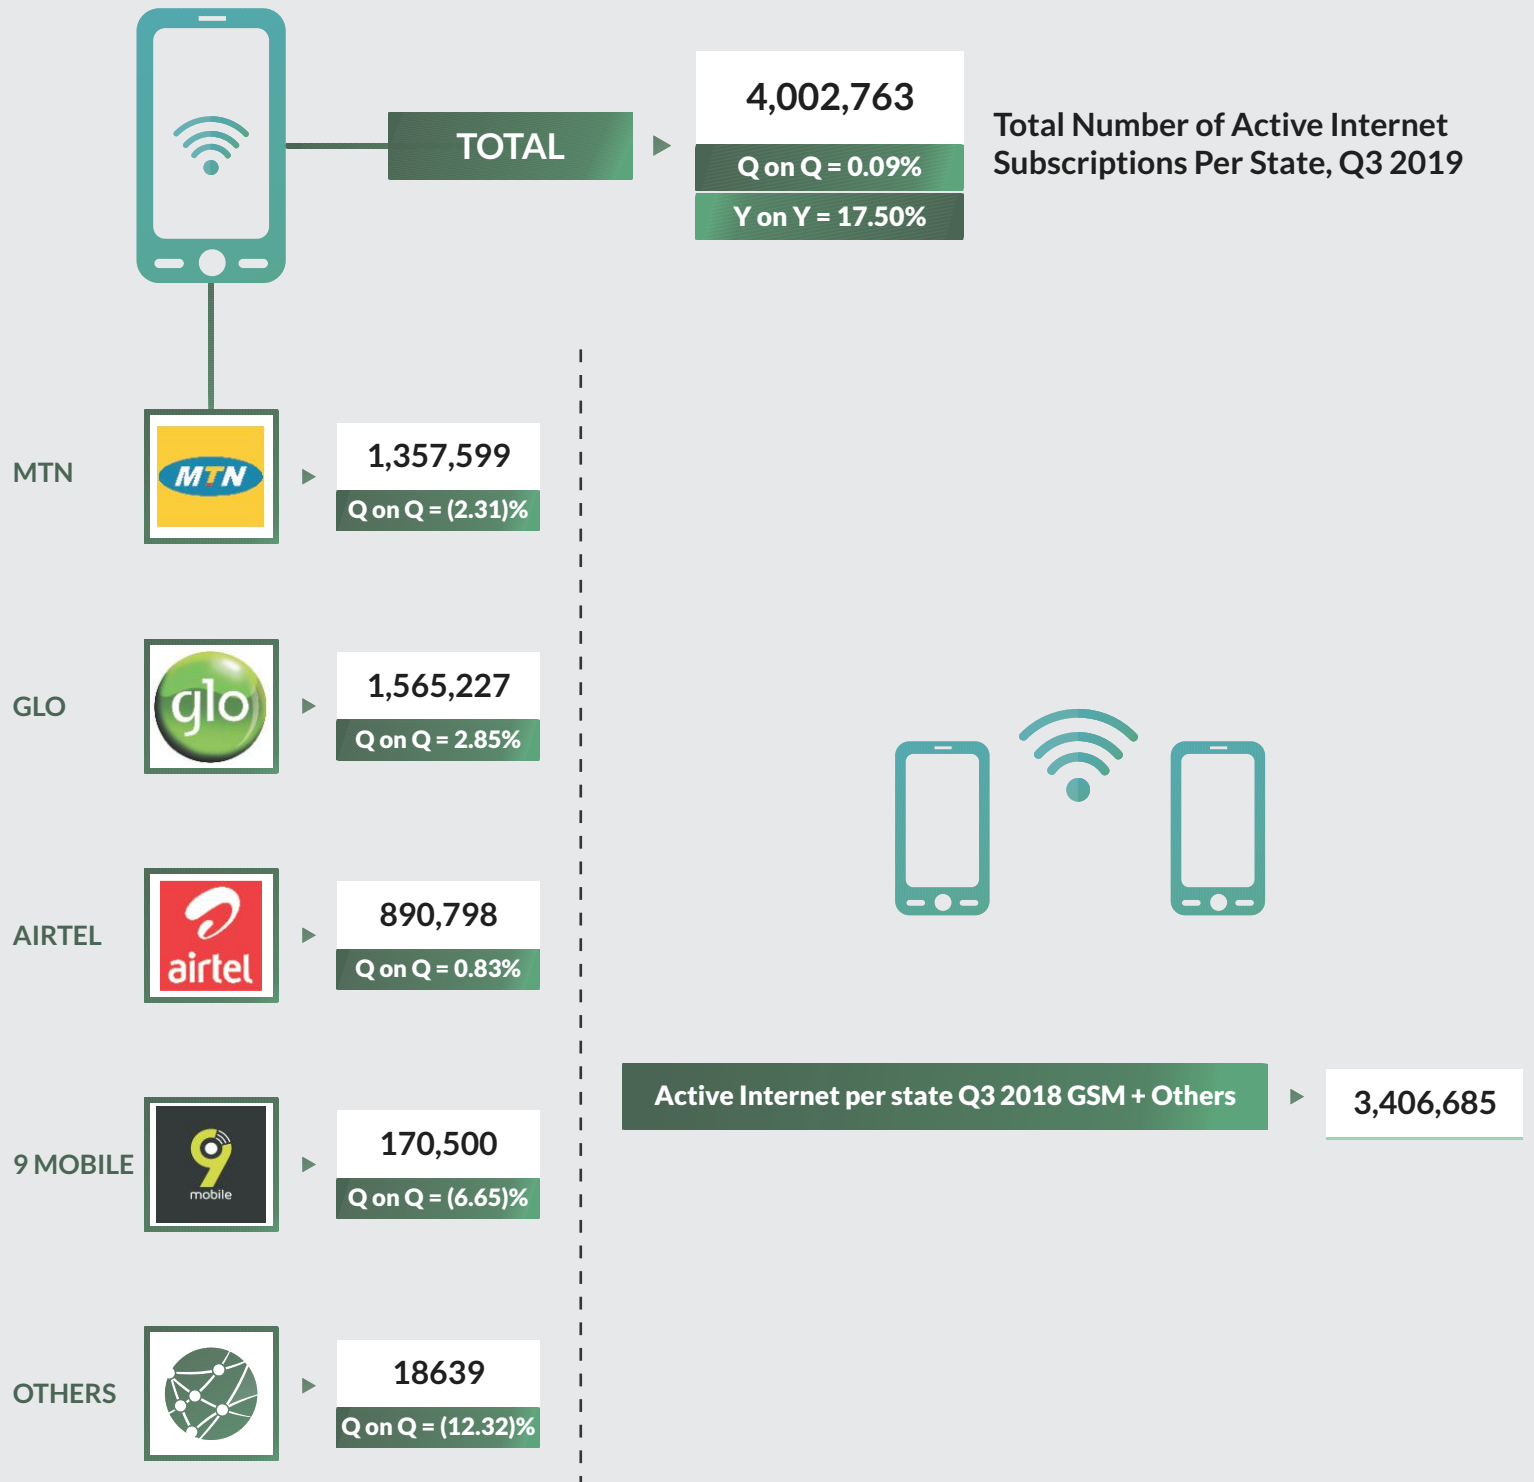 TOTAL
4,002,763
Q on Q = 0.09%
Y on Y = 17.50%
Total Number of Active Internet
Subscriptions Per State, Q3 2019
MTN
MTN
1,357,599
Q on Q = (2.31)%
GLO
glo
1,565,227
Q on Q = 2.85%
AIRTEL
airtel
890,798
Q on Q = 0.83%
9 MOBILE
9
mobile
170,500
Q on Q = (6.65)%
OTHERS
18639
Q on Q = (12.32)%
Active Internet per state Q3 2018 GSM + Others
3,406,685